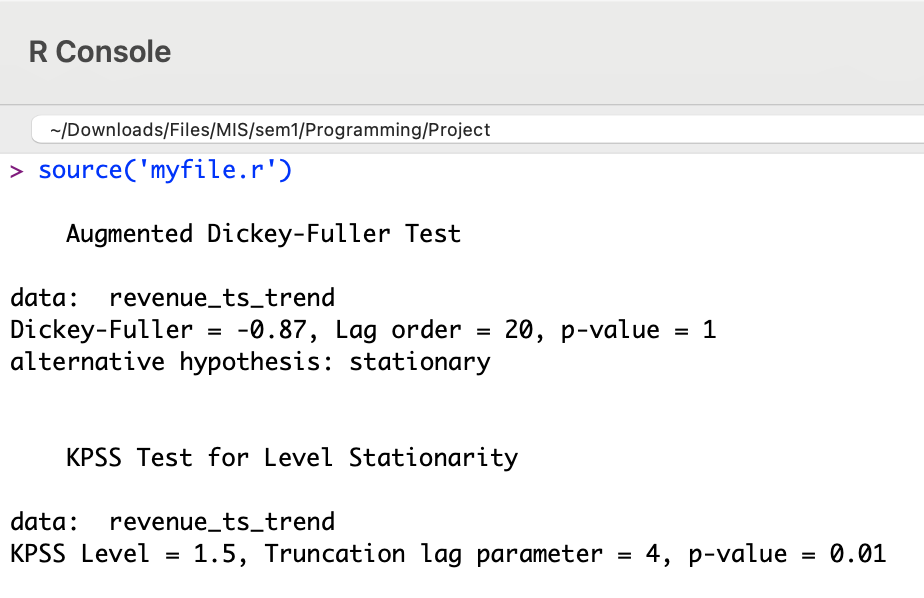 R Console
~/Downloads/Files/MIS/sem1/Programming/Project
> source('myfile.r')
Augmented Dickey-Fuller Test
data:  revenue_ts_trend
Dickey-Fuller = -0.87, Lag order = 20, p-value = 1
alternative hypothesis: stationary
KPSS Test for Level Stationarity
data:  revenue_ts_trend
KPSS Level = 1.5, Truncation lag parameter = 4, p-value = 0.01